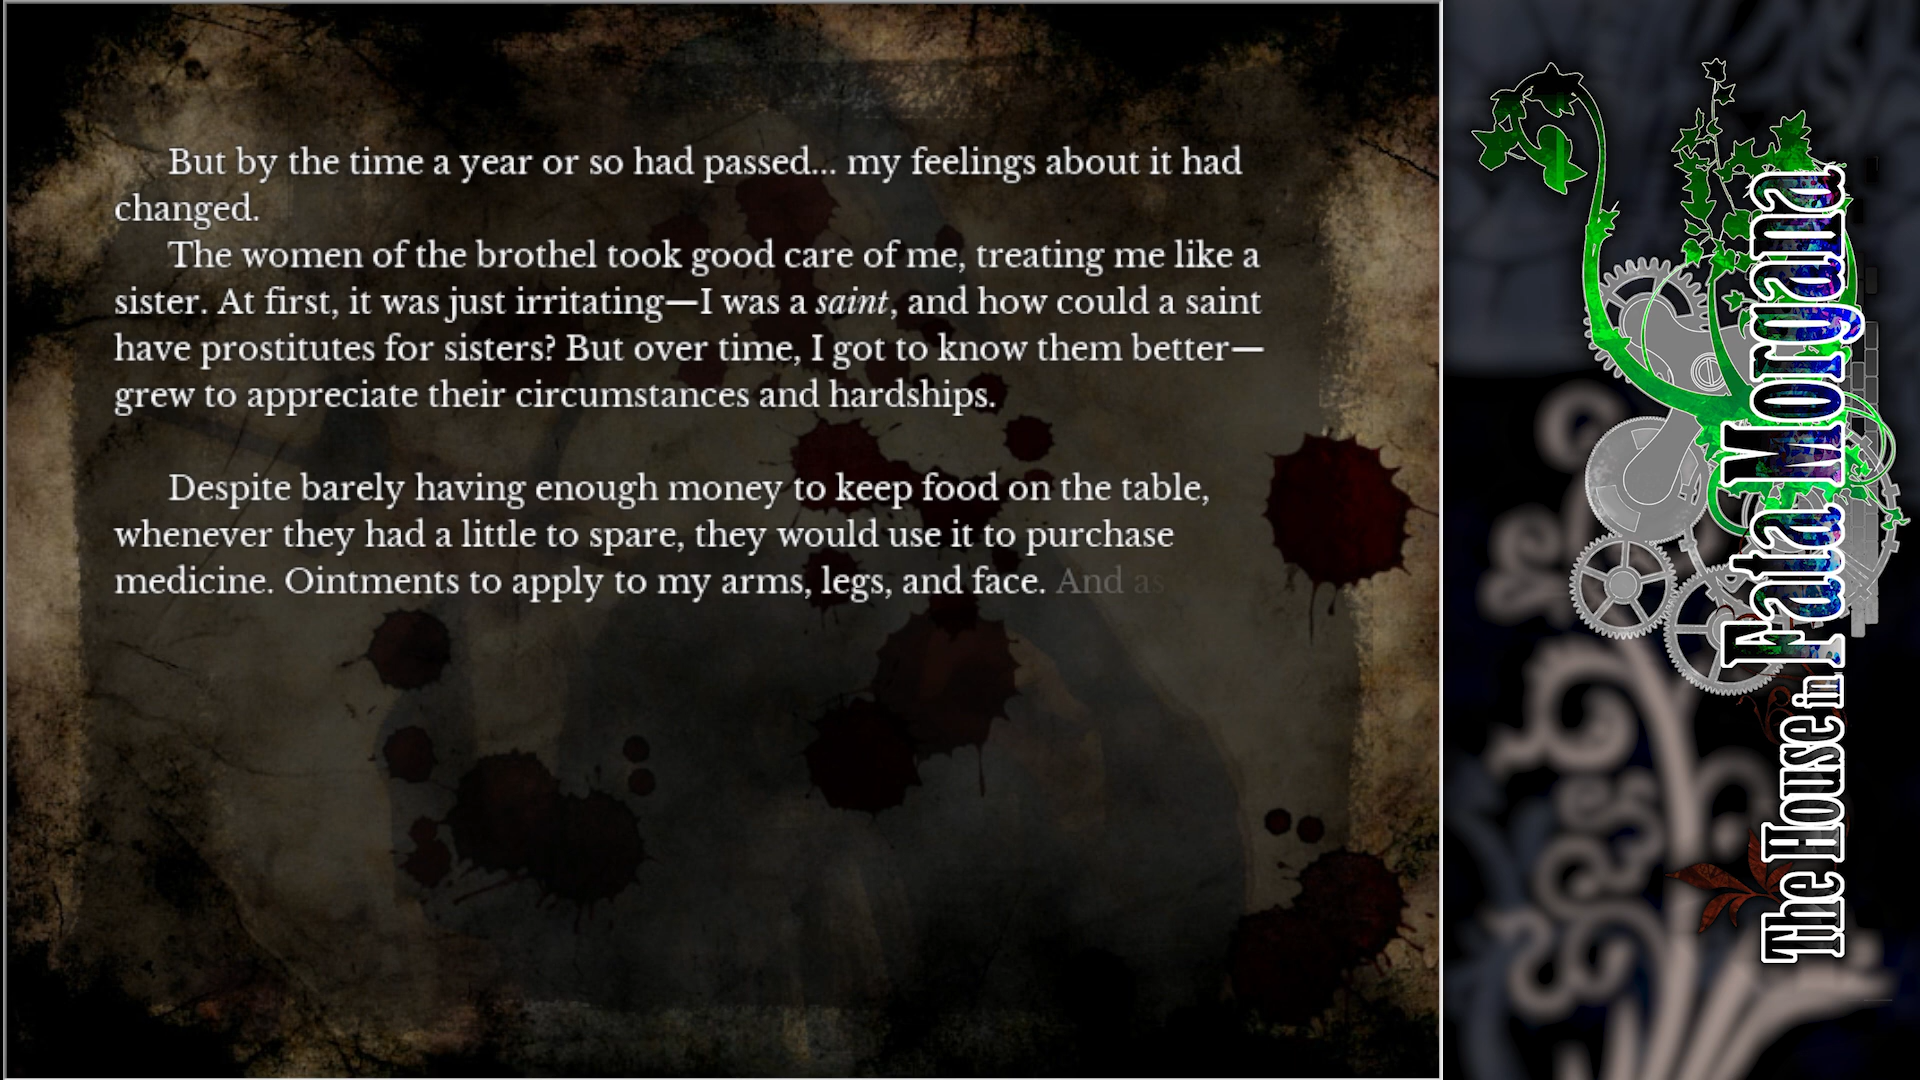 But by the time a year or so had passed... my feelings about it had
changed.
The women of the brothel took good care of me, treating me like a
sister. At first, it was just irritating—I was a saint, and how could a saint
have prostitutes for sisters? But over time, I got to know them better—
grew to appreciate their circumstances and hardships.
Despite barely having enough money to keep food on the table,
whenever they had a little to spare, they would use it to purchase
medicine. Ointments to apply to my arms, legs, and face. And as
The House in Fata Morgana